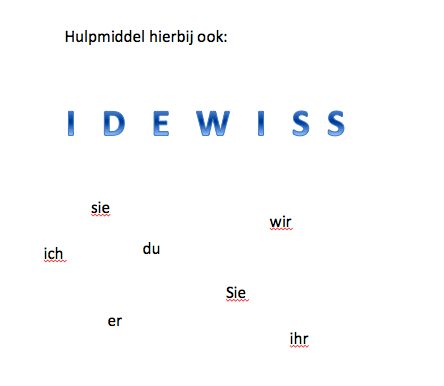 Hulpmiddel hierbij ook:
I D E W I S S
sie
wir
ich
du
Sie
er
ihr